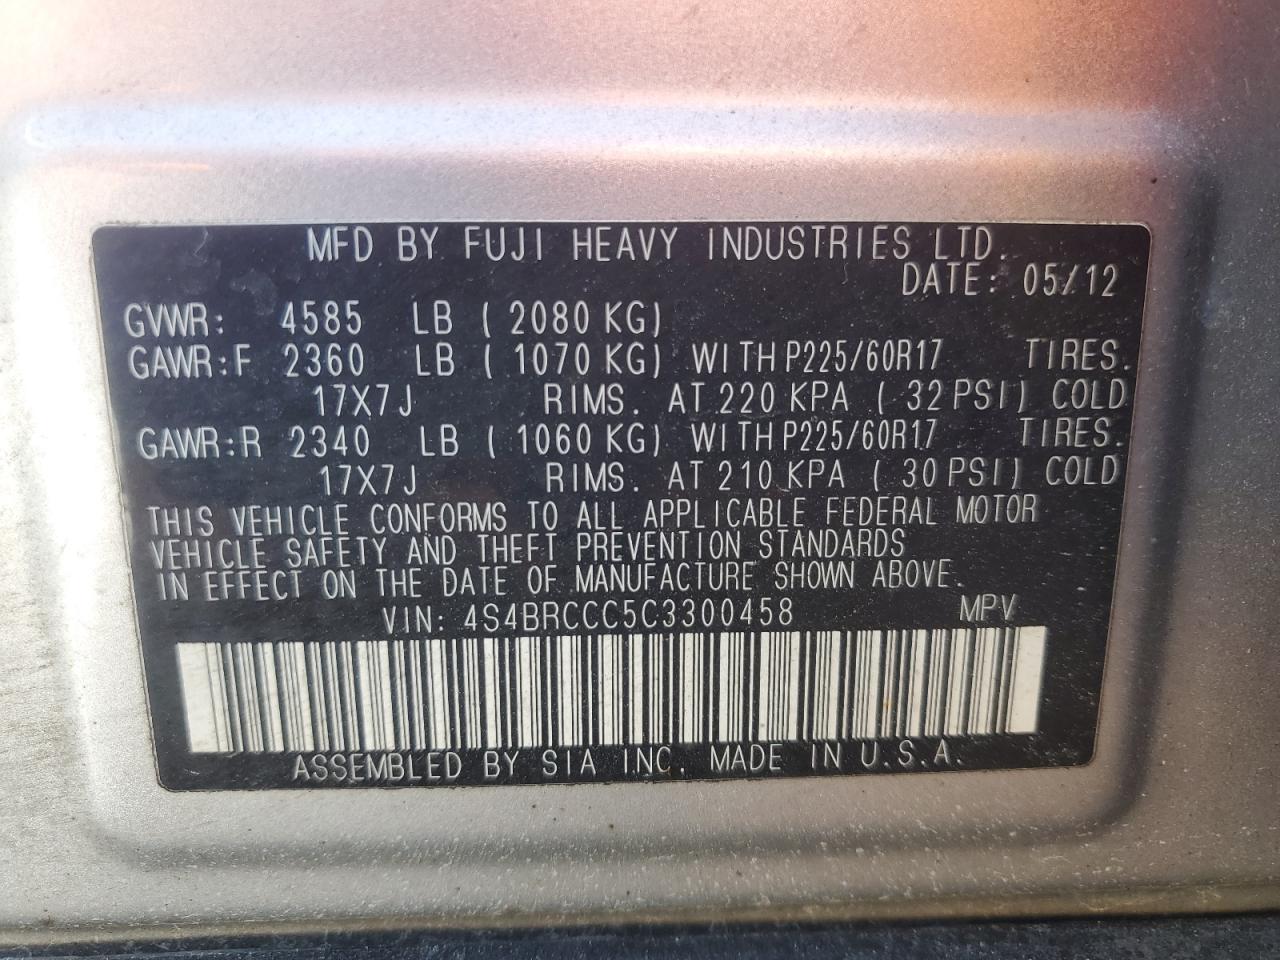 MFD BY FUJI HEAVY INDUSTRIES LTD.
DATE: 05/12
GVWR: 4585 LB ( 2080 KG)
GAWR:F 2360 LB ( 1070 KG) WITH P225/60R17 TIRES.
17X7J RIMS. AT 220 KPA ( 32 PSI) COLD
GAWR:R 2340 LB ( 1060 KG) WITH P225/60R17 TIRES.
17X7J RIMS. AT 210 KPA ( 30 PSI) COLD
THIS VEHICLE CONFORMS TO ALL APPLICABLE FEDERAL MOTOR
VEHICLE SAFETY AND THEFT PREVENTION STANDARDS
IN EFFECT ON THE DATE OF MANUFACTURE SHOWN ABOVE.
VIN: 4S4BRCCC5C3300458 MPV
ASSEMBLED BY SIA INC. MADE IN U.S.A.